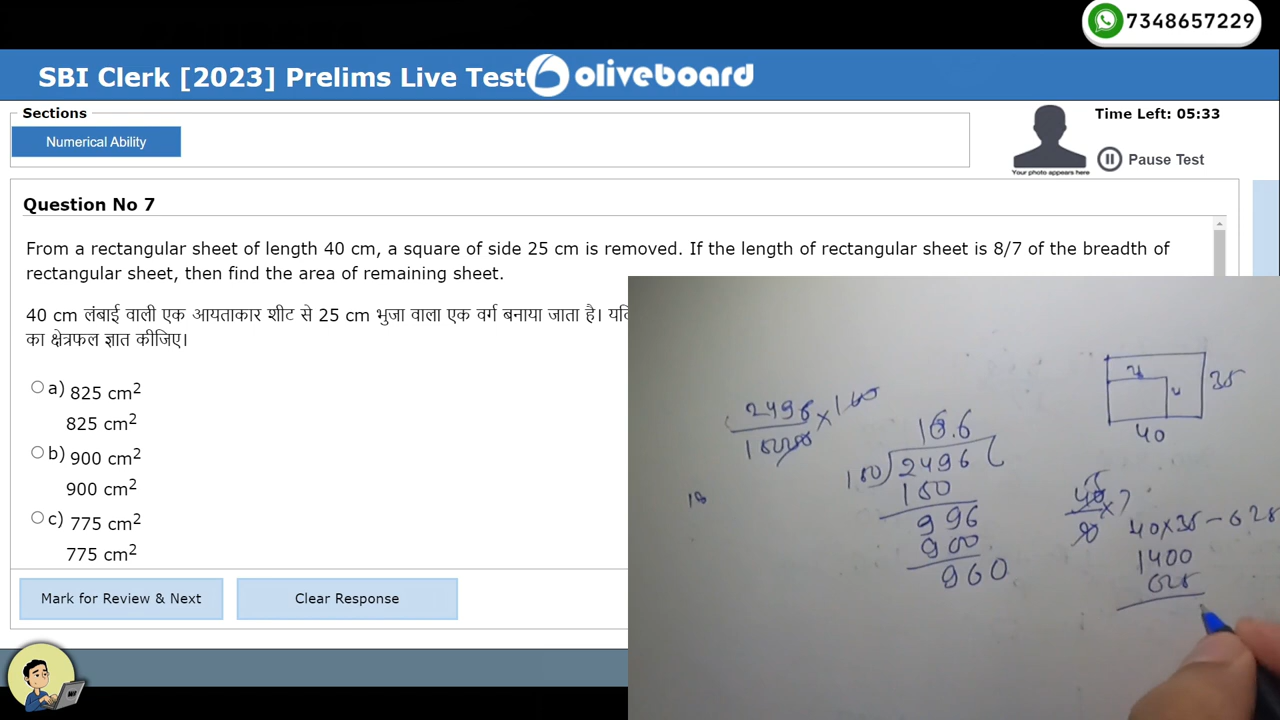 7348657229
SBI Clerk [2023] Prelims Live Test oliveboard
Sections
Numerical Ability
Time Left: 05:33
Your photo appears here
Pause Test
Question No 7
From a rectangular sheet of length 40 cm, a square of side 25 cm is removed. If the length of rectangular sheet is 8/7 of the breadth of
rectangular sheet, then find the area of remaining sheet.
40 cm लंबाई वाली एक आयताकार शीट से 25 cm भुजा वाला एक वर्ग बनाया जाता है। यदि
का क्षेत्रफल ज्ञात कीजिए।
a) 825 cm²
825 cm²
b) 900 cm²
900 cm²
c) 775 cm²
775 cm²
Mark for Review & Next
Clear Response
35
40
2496
2496
996
900
960
40×35-625
1400
625